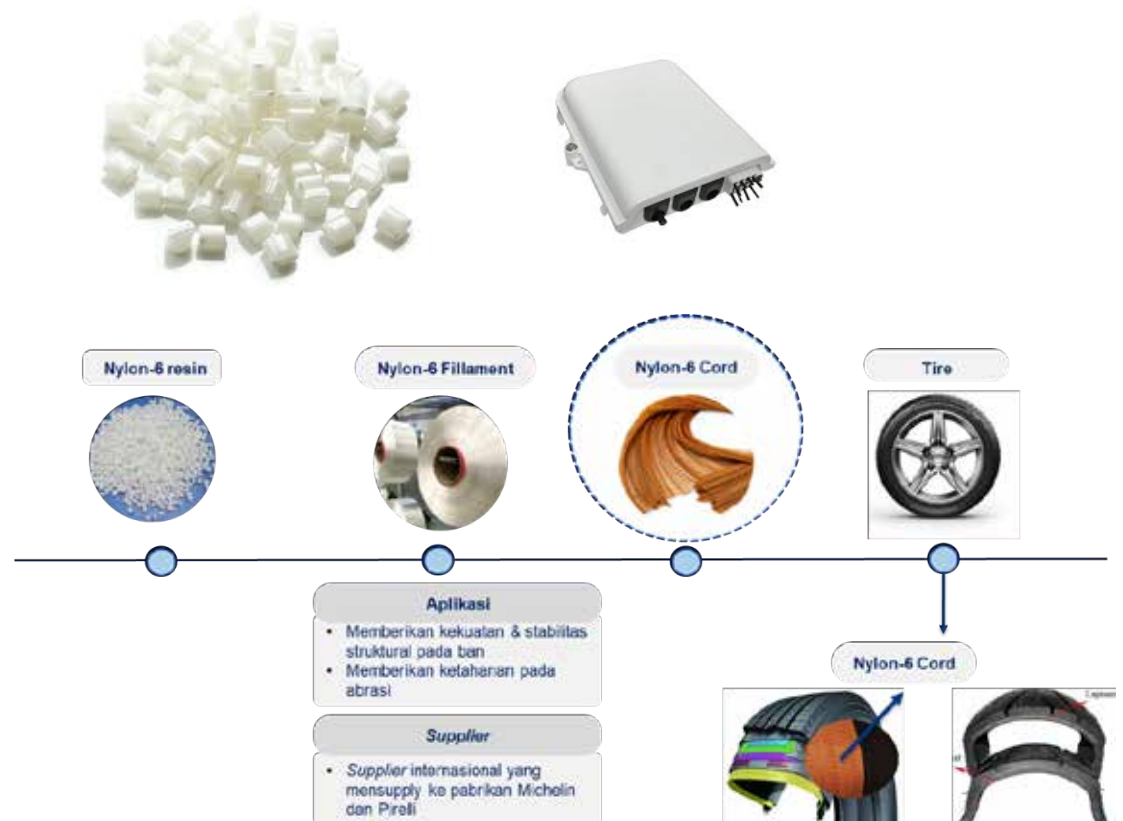 Nylon-6 resin
Nylon-6 Fillament
Nylon-6 Cord
Tire
Aplikasi
• Memberikan kekuatan & stabilitas
struktural pada ban
• Memberikan ketahanan pada
abrasi
Supplier
• Supplier internasional yang
mensupply ke pabrikan Michelin
dan Pirelli
Nylon-6 Cord